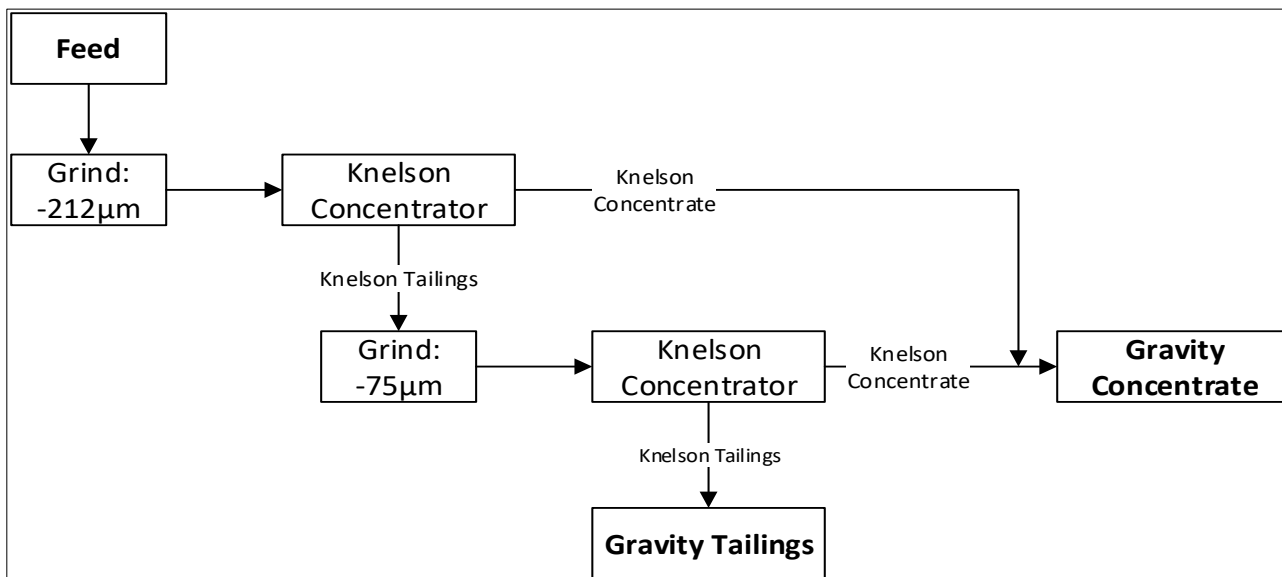 Feed
Grind:
-212µm
Knelson
Concentrator
Knelson
Concentrate
Knelson Tailings
Grind:
-75µm
Knelson
Concentrator
Knelson
Concentrate
Gravity
Concentrate
Knelson Tailings
Gravity Tailings